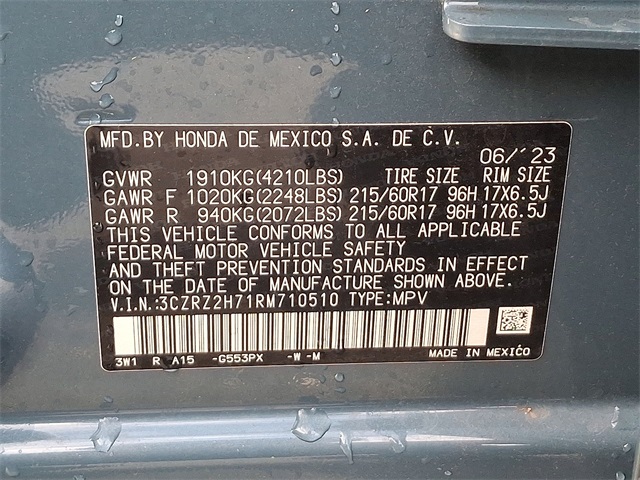 MFD.BY HONDA DE MEXICO S.A. DE C.V.
06/'23
GVWR 1910KG(4210LBS) TIRE SIZE RIM SIZE
GAWR F 1020KG(2248LBS) 215/60R17 96H 17X6.5J
GAWR R 940KG(2072LBS) 215/60R17 96H 17X6.5J
THIS VEHICLE CONFORMS TO ALL APPLICABLE
FEDERAL MOTOR VEHICLE SAFETY
AND THEFT PREVENTION STANDARDS IN EFFECT
ON THE DATE OF MANUFACTURE SHOWN ABOVE.
V.I.N.:3CZRZ2H71RM710510 TYPE:MPV
3W1 R A15 -G553PX -W -M MADE IN MEXICO